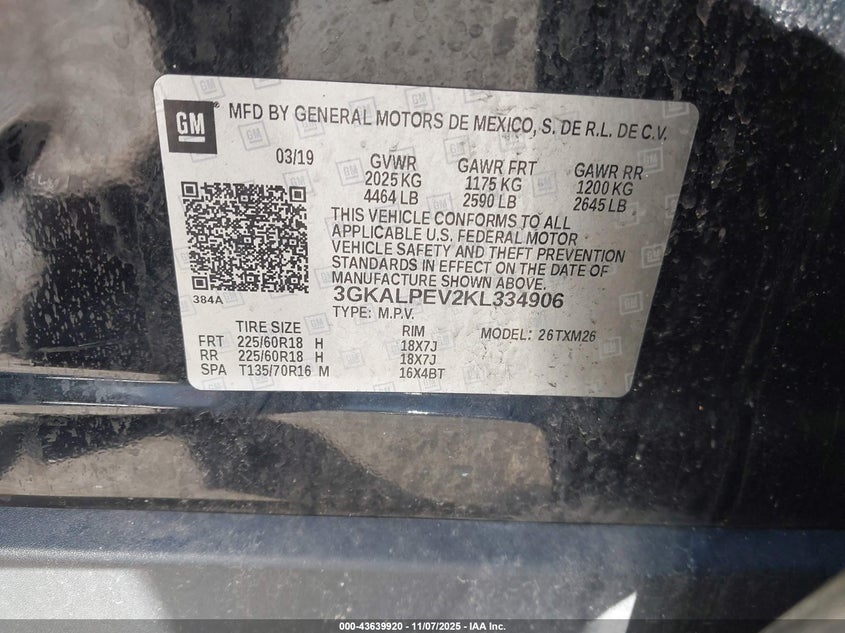 GM® MFD BY GENERAL MOTORS DE MEXICO, S. DE R.L. DE C.V.
03/19 GVWR GAWR FRT GAWR RR
2025 KG 1175 KG 1200 KG
4464 LB 2590 LB 2645 LB
THIS VEHICLE CONFORMS TO ALL
APPLICABLE U.S. FEDERAL MOTOR
VEHICLE SAFETY AND THEFT PREVENTION
STANDARDS IN EFFECT ON THE DATE OF
MANUFACTURE SHOWN ABOVE.
384A 3GKALPEV2KL334906
TYPE: M.P.V.
TIRE SIZE RIM MODEL: 26TXM26
FRT 225/60R18 H 18X7J
RR 225/60R18 H 18X7J
SPA T135/70R16 M 16X4BT
000-43639920 - 11/07/2025 - IAA Inc.